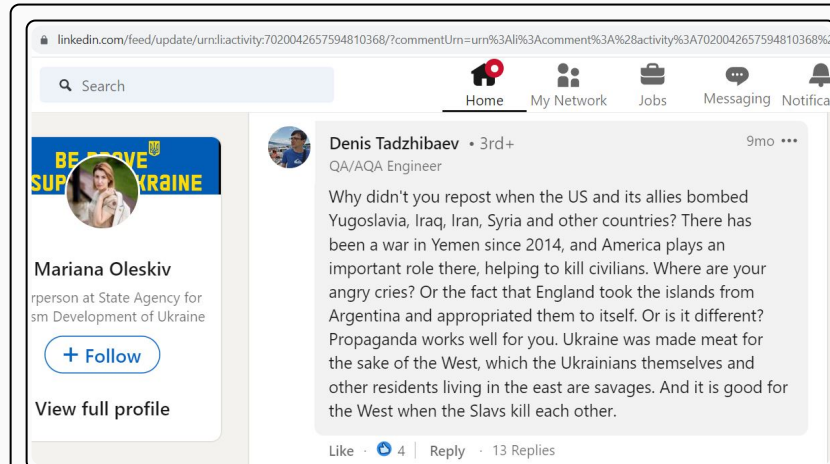 linkedin.com/feed/update/urn:li:activity:7020042657594810368/?commentUrn=urn%3Ali%3Acomment%3A%28activity%3A7020042657594810368%2
Search
Home
My Network
Jobs
Messaging
Notifica
BE
VE
SUP
KRAINE
Mariana Oleskiv
rperson at State Agency for
sm Development of Ukraine
+ Follow
View full profile
Denis Tadzhibaev • 3rd+
9mo •••
QA/AQA Engineer
Why didn't you repost when the US and its allies bombed
Yugoslavia, Iraq, Iran, Syria and other countries? There has
been a war in Yemen since 2014, and America plays an
important role there, helping to kill civilians. Where are your
angry cries? Or the fact that England took the islands from
Argentina and appropriated them to itself. Or is it different?
Propaganda works well for you. Ukraine was made meat for
the sake of the West, which the Ukrainians themselves and
other residents living in the east are savages. And it is good for
the West when the Slavs kill each other.
Like · 4 | Reply · 13 Replies